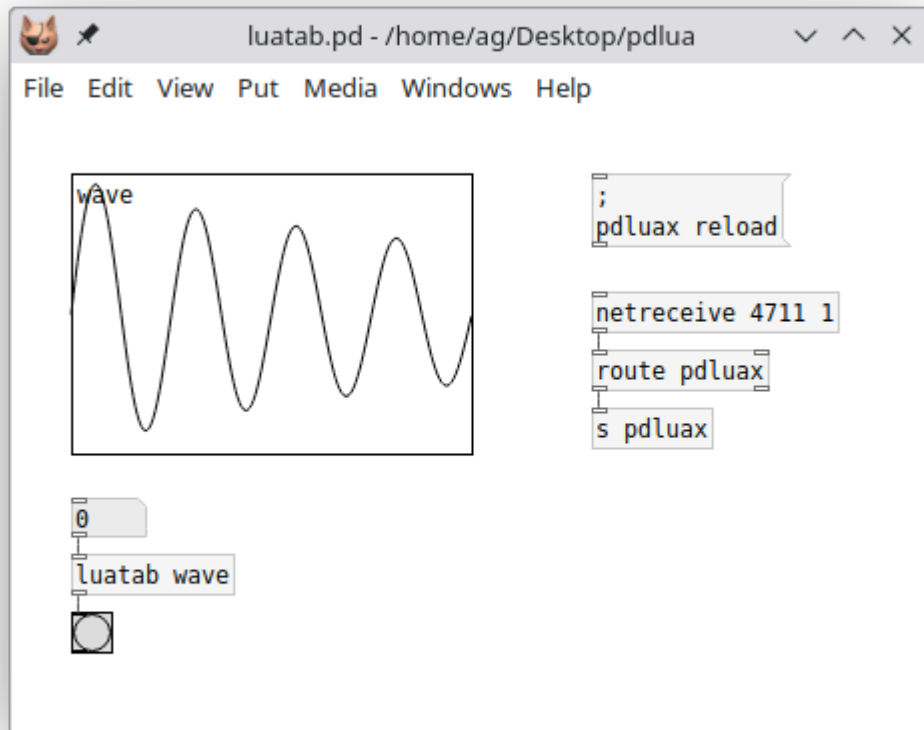 luatab.pd - /home/ag/Desktop/pdlua
File Edit View Put Media Windows Help
wave
;
pdluax reload
netreceive 4711 1
route pdluax
s pdluax
0
luatab wave